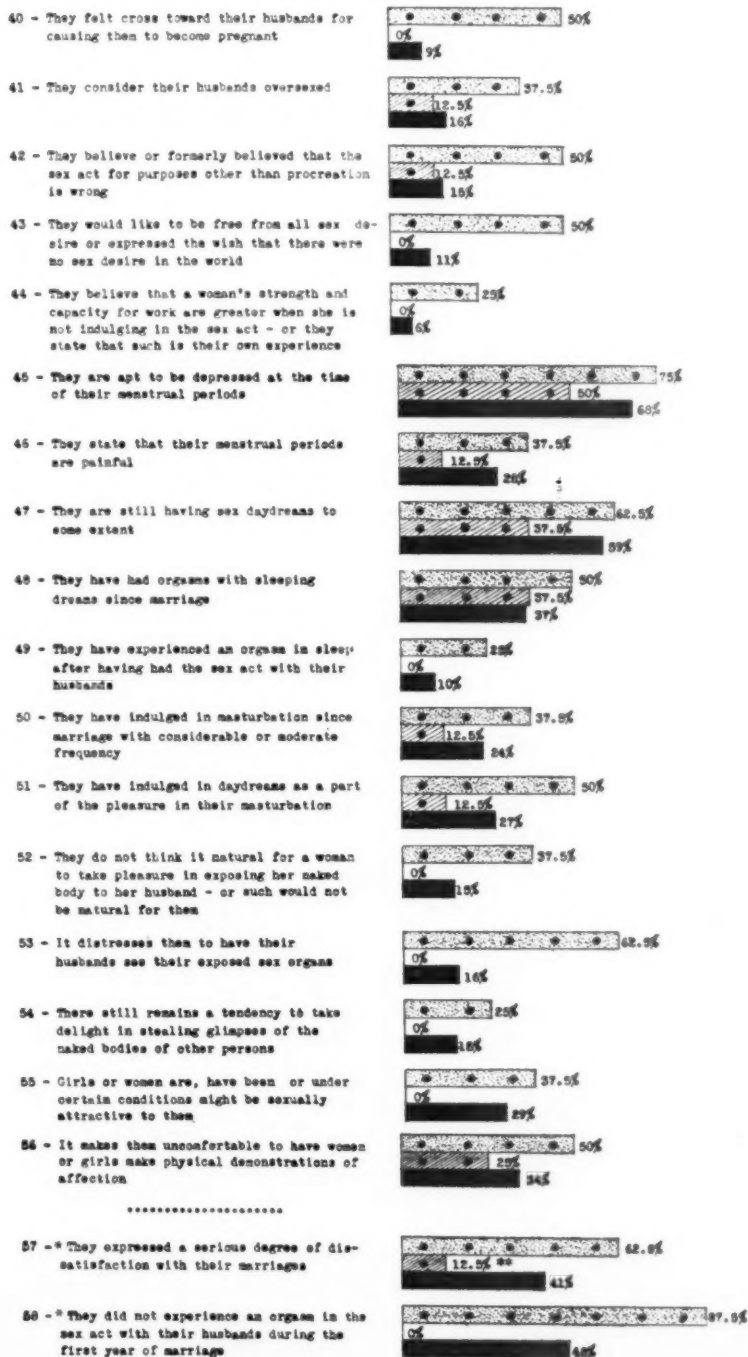 40 - They felt cross toward their husbands for
causing them to become pregnant
50%
0%
9%
41 - They consider their husbands oversexed
37.5%
12.5%
16%
42 - They believe or formerly believed that the
sex act for purposes other than procreation
is wrong
50%
12.5%
15%
43 - They would like to be free from all sex de-
sire or expressed the wish that there were
no sex desire in the world
50%
0%
11%
44 - They believe that a woman's strength and
capacity for work are greater when she is
not indulging in the sex act - or they
state that such is their own experience
25%
0%
6%
45 - They are apt to be depressed at the time
of their menstrual periods
75%
50%
68%
46 - They state that their menstrual periods
are painful
37.5%
12.5%
47 - They are still having sex daydreams to
some extent
62.5%
37.5%
59%
48 - They have had orgasms with sleeping
dreams since marriage
50%
37.5%
37%
49 - They have experienced an orgasm in sleep
after having had the sex act with their
husbands
25%
0%
10%
50 - They have indulged in masturbation since
marriage with considerable or moderate
frequency
37.5%
12.5%
24%
51 - They have indulged in daydreams as a part
of the pleasure in their masturbation
50%
12.5%
27%
52 - They do not think it natural for a woman
to take pleasure in exposing her naked
body to her husband - or such would not
be natural for them
37.5%
0%
15%
53 - It distresses them to have their
husbands see their exposed sex organs
62.5%
0%
16%
54 - There still remains a tendency to take
delight in stealing glimpses of the
naked bodies of other persons
25%
0%
55 - Girls or women are, have been or under
certain conditions might be sexually
attractive to them
37.5%
0%
29%
56 - It makes them uncomfortable to have women
or girls make physical demonstrations of
affection
50%
25%
34%
********************
57 -* They expressed a serious degree of dis-
satisfaction with their marriages
62.5%
12.5% **
41%
58 -* They did not experience an orgasm in the
sex act with their husbands during the
first year of marriage
87.5%
0%